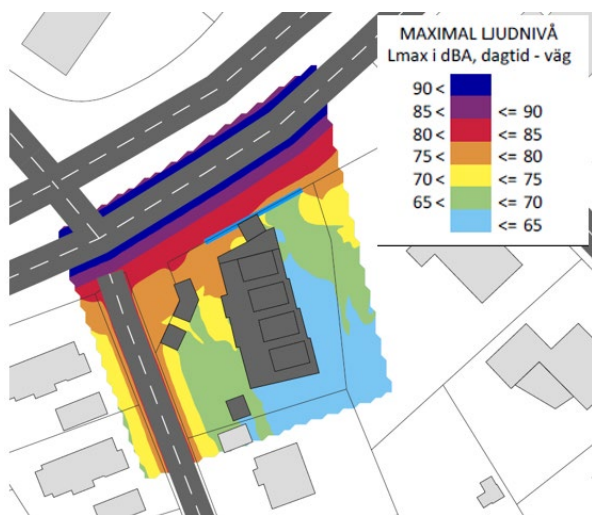 MAXIMAL LJUDNIVÅ
Lmax i dBA, dagtid - väg
90 <
85 < <= 90
80 < <= 85
75 < <= 80
70 < <= 75
65 < <= 70
<= 65